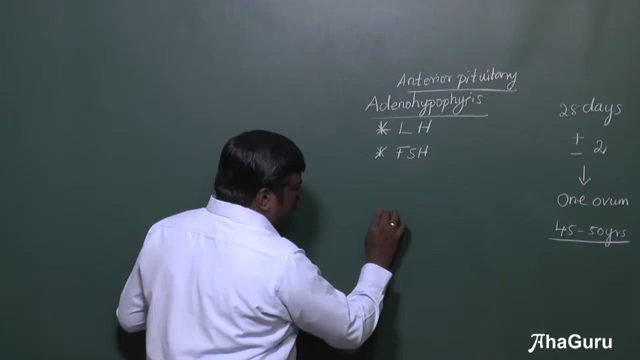 Anterior pituitary
Adenohypophysis
* LH
* FSH
28 days
± 2
↓
One ovum
45-50yrs
AhaGuru